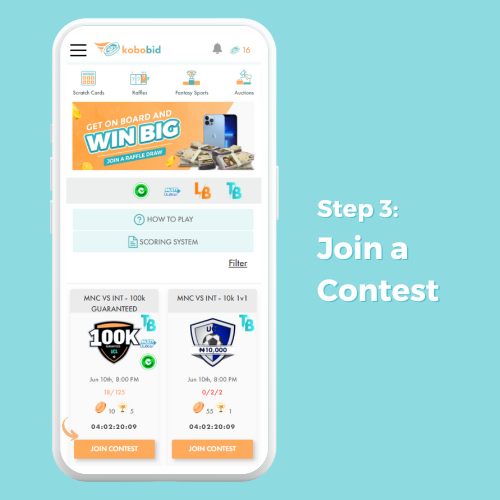 kobobid
16
Scratch Cards
Raffles
Fantasy Sports
Auctions
GET ON BOARD AND
WIN BIG
JOIN A RAFFLE DRAW
LB
TB
HOW TO PLAY
SCORING SYSTEM
Filter
MNC VS INT - 100k
GUARANTEED
TB
100K
UCL
Jun 10th, 8:00 PM
18/125
10
5
04:02:20:09
JOIN CONTEST
MNC VS INT - 10k 1v1
TB
₦10,000
Jun 10th, 8:00 PM
0/2/2
55
1
04:02:20:09
JOIN CONTEST
Step 3:
Join a
Contest